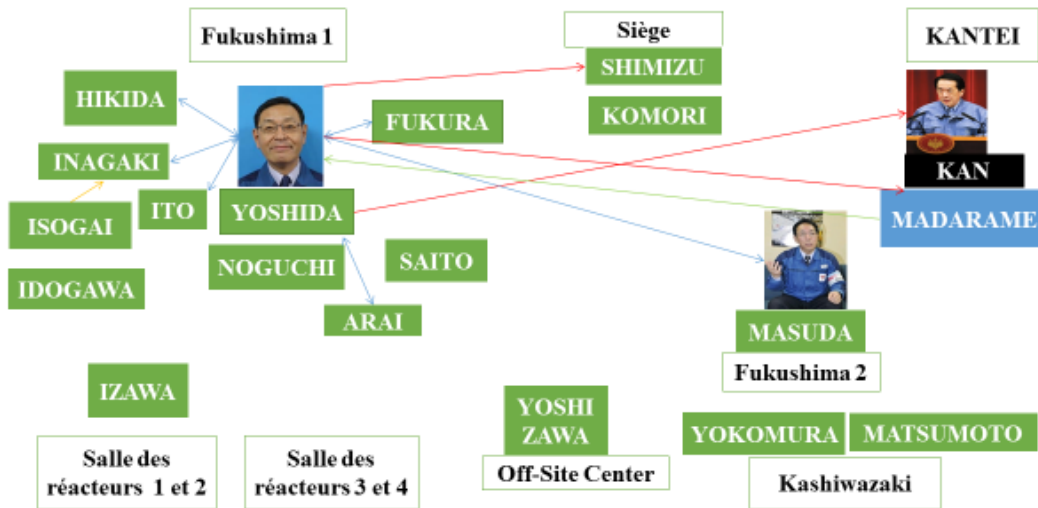 Fukushima 1
Siège
KANTEI
SHIMIZU
HIKIDA
KOMORI
FUKURA
INAGAKI
KAN
ITO
YOSHIDA
ISOGAI
MADARAME
NOGUCHI
SAITO
IDOGAWA
ARAI
MASUDA
Fukushima 2
IZAWA
YOSHI
ZAWA
YOKOMURA
MATSUMOTO
Salle des
réacteurs 1 et 2
Salle des
réacteurs 3 et 4
Off-Site Center
Kashiwazaki